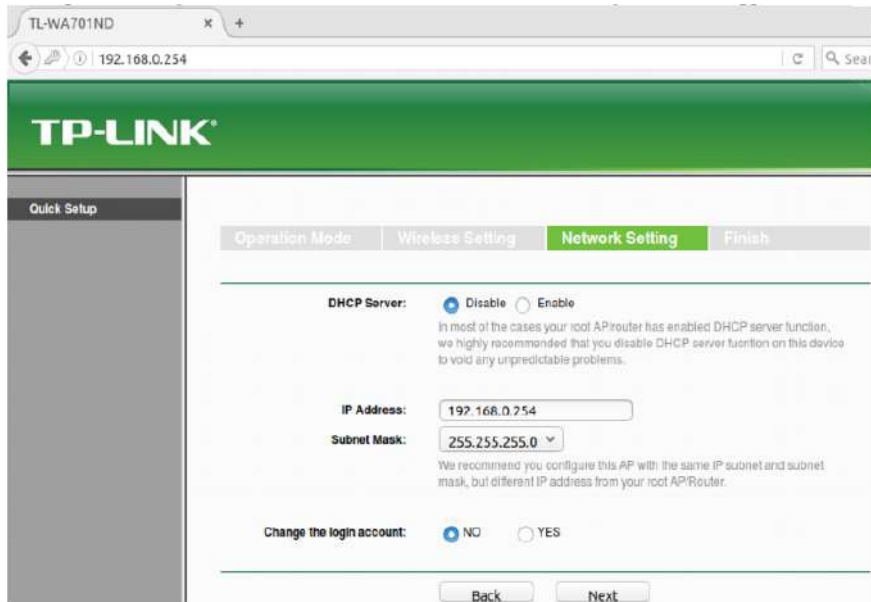 TL-WA701ND
192.168.0.254
Sear
TP-LINK
Quick Setup
Operation Mode Wireless Setting Network Setting Finish
DHCP Server: Disable Enable
In most of the cases your root AP/router has enabled DHCP server function,
we highly recommended that you disable DHCP server fucntion on this device
to void any unpredictable problems.
IP Address: 192.168.0.254
Subnet Mask: 255.255.255.0
We recommend you configure this AP with the same IP subnet and subnet
mask, but different IP address from your root AP/Router.
Change the login account: NO YES
Back Next